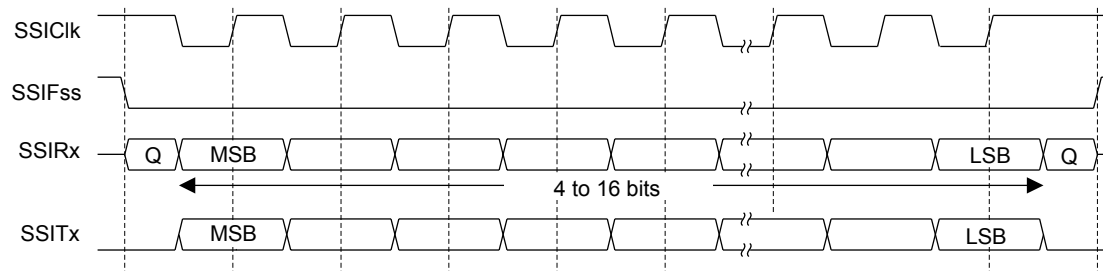 SSIClk
SSIFss
SSIRx Q MSB LSB Q
4 to 16 bits
SSITx MSB LSB